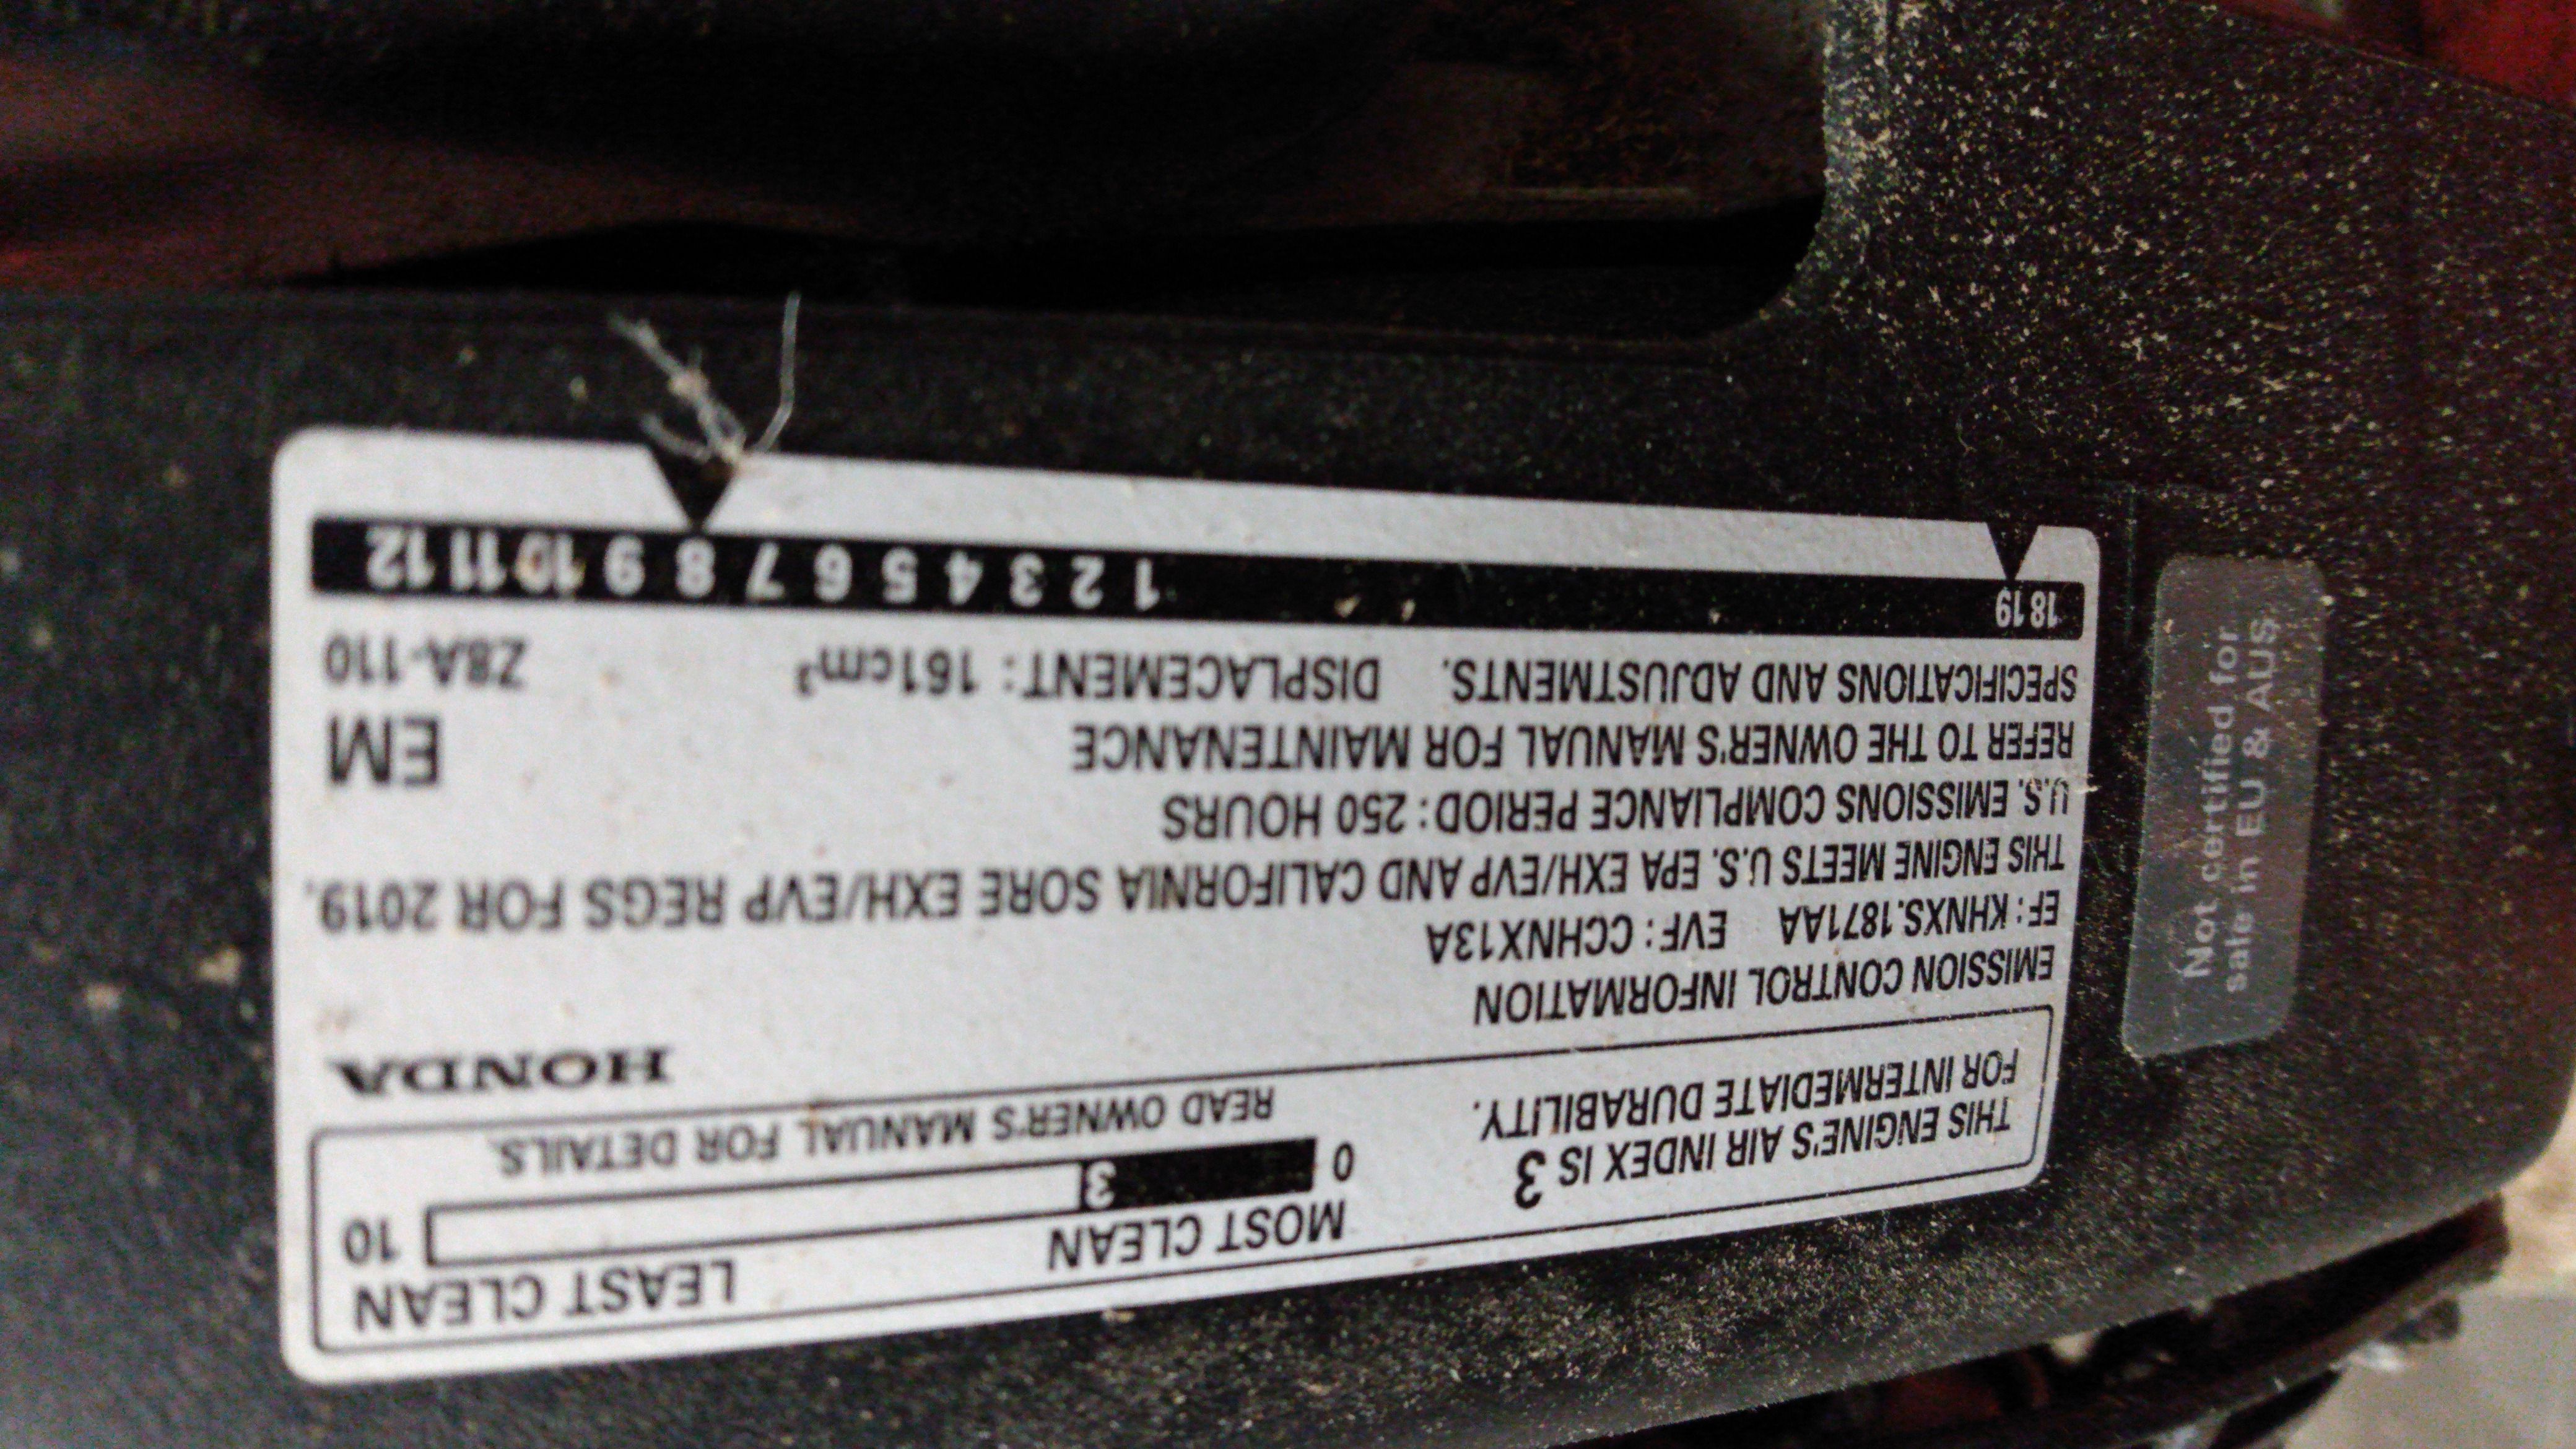 LEAST CLEAN
MOST CLEAN
10
3
0
THIS ENGINE'S AIR INDEX IS 3
FOR INTERMEDIATE DURABILITY.
READ OWNER'S MANUAL FOR DETAILS.
HONDA
EMISSION CONTROL INFORMATION
EF: KHNXS.1871AA EVF: CCHNX13A
THIS ENGINE MEETS U.S. EPA EXH/EVP AND CALIFORNIA SORE EXH/EVP REGS FOR 2019.
U.S. EMISSIONS COMPLIANCE PERIOD: 250 HOURS
EM
REFER TO THE OWNER'S MANUAL FOR MAINTENANCE
SPECIFICATIONS AND ADJUSTMENTS. DISPLACEMENT: 161cm³ Z8A-110
18 19 1 2 3 4 5 6 7 8 9 10 11 12
Not certified for
sale in EU & AUS